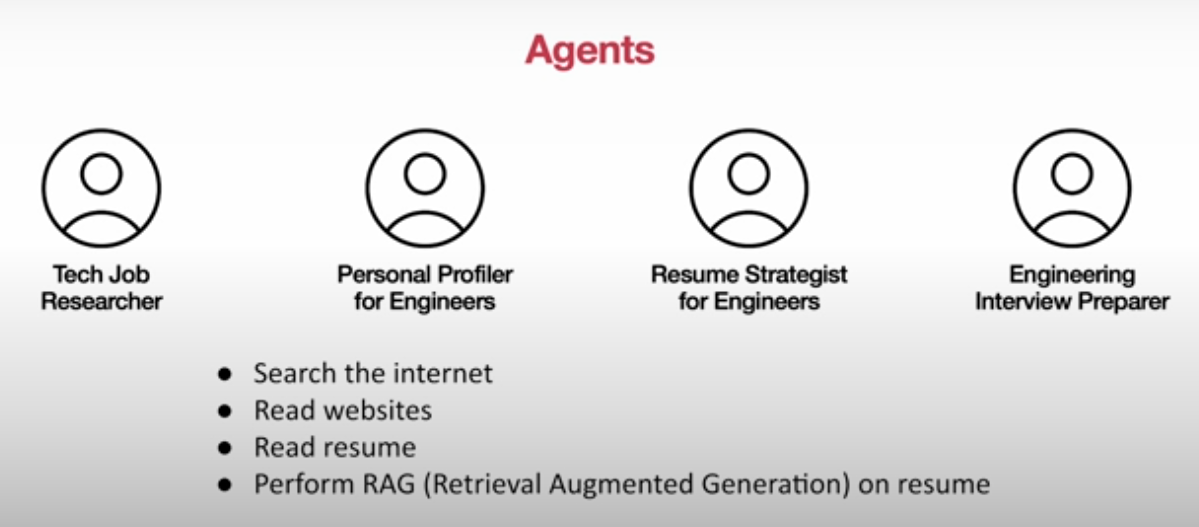 Agents
Tech Job
Researcher
Personal Profiler
for Engineers
Resume Strategist
for Engineers
Engineering
Interview Preparer
● Search the internet
● Read websites
● Read resume
● Perform RAG (Retrieval Augmented Generation) on resume